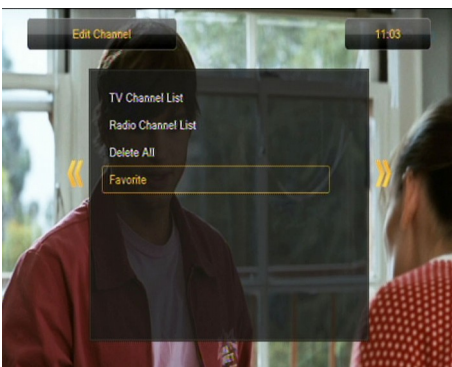 Edit Channel
11:03
TV Channel List
Radio Channel List
Delete All
Favorite